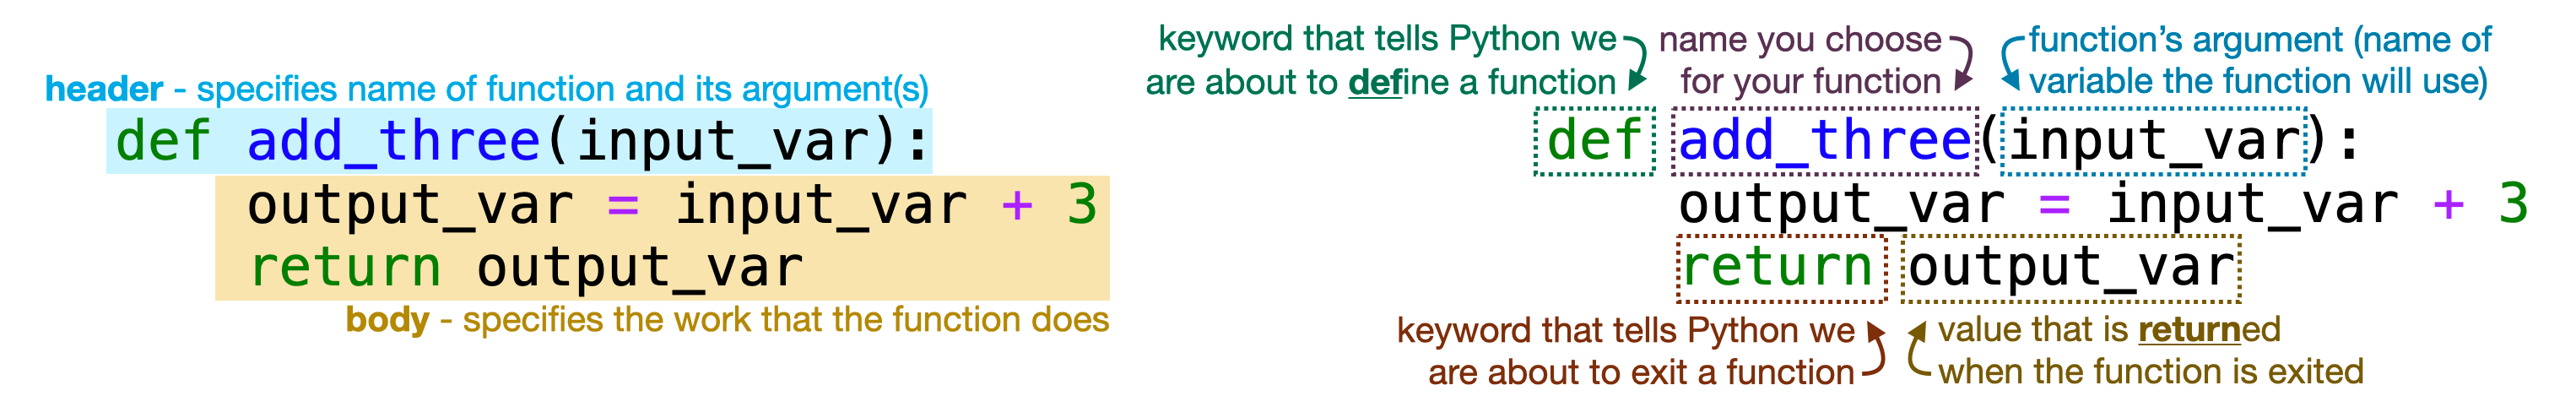 header - specifies name of function and its argument(s)
def add_three(input_var):
output_var = input_var + 3
return output_var
body - specifies the work that the function does
keyword that tells Python we
are about to define a function
name you choose
for your function
function’s argument (name of
variable the function will use)
def add_three(input_var):
output_var = input_var + 3
return output_var
keyword that tells Python we
are about to exit a function
value that is returned
when the function is exited